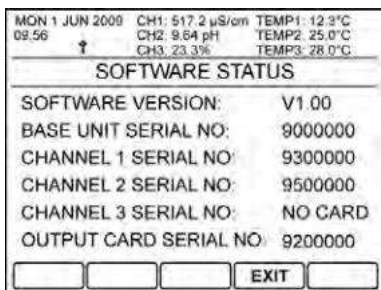 MON 1 JUN 2009 CH1: 517.2 µS/cm TEMP1: 12.3°C
09:56 CH2: 9.64 pH TEMP2: 25.0°C
CH3: 23.3% TEMP3: 28.0°C
SOFTWARE STATUS
SOFTWARE VERSION: V1.00
BASE UNIT SERIAL NO: 9000000
CHANNEL 1 SERIAL NO: 9300000
CHANNEL 2 SERIAL NO: 9500000
CHANNEL 3 SERIAL NO: NO CARD
OUTPUT CARD SERIAL NO: 9200000
EXIT